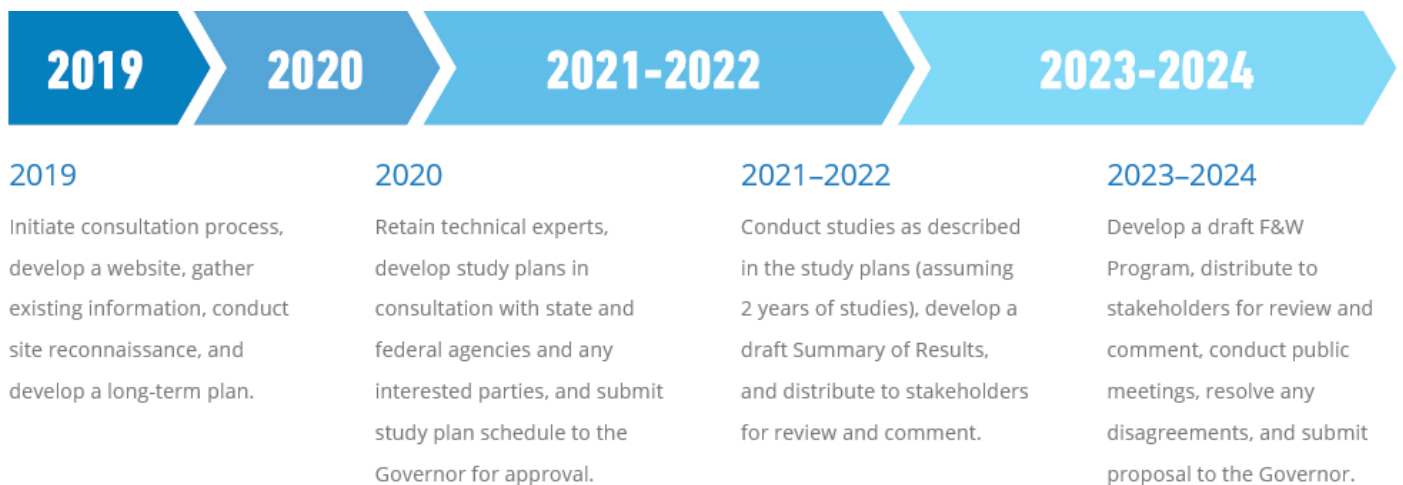 2019
2020
2021-2022
2023-2024
2019
Initiate consultation process,
develop a website, gather
existing information, conduct
site reconnaissance, and
develop a long-term plan.
2020
Retain technical experts,
develop study plans in
consultation with state and
federal agencies and any
interested parties, and submit
study plan schedule to the
Governor for approval.
2021–2022
Conduct studies as described
in the study plans (assuming
2 years of studies), develop a
draft Summary of Results,
and distribute to stakeholders
for review and comment.
2023–2024
Develop a draft F&W
Program, distribute to
stakeholders for review and
comment, conduct public
meetings, resolve any
disagreements, and submit
proposal to the Governor.